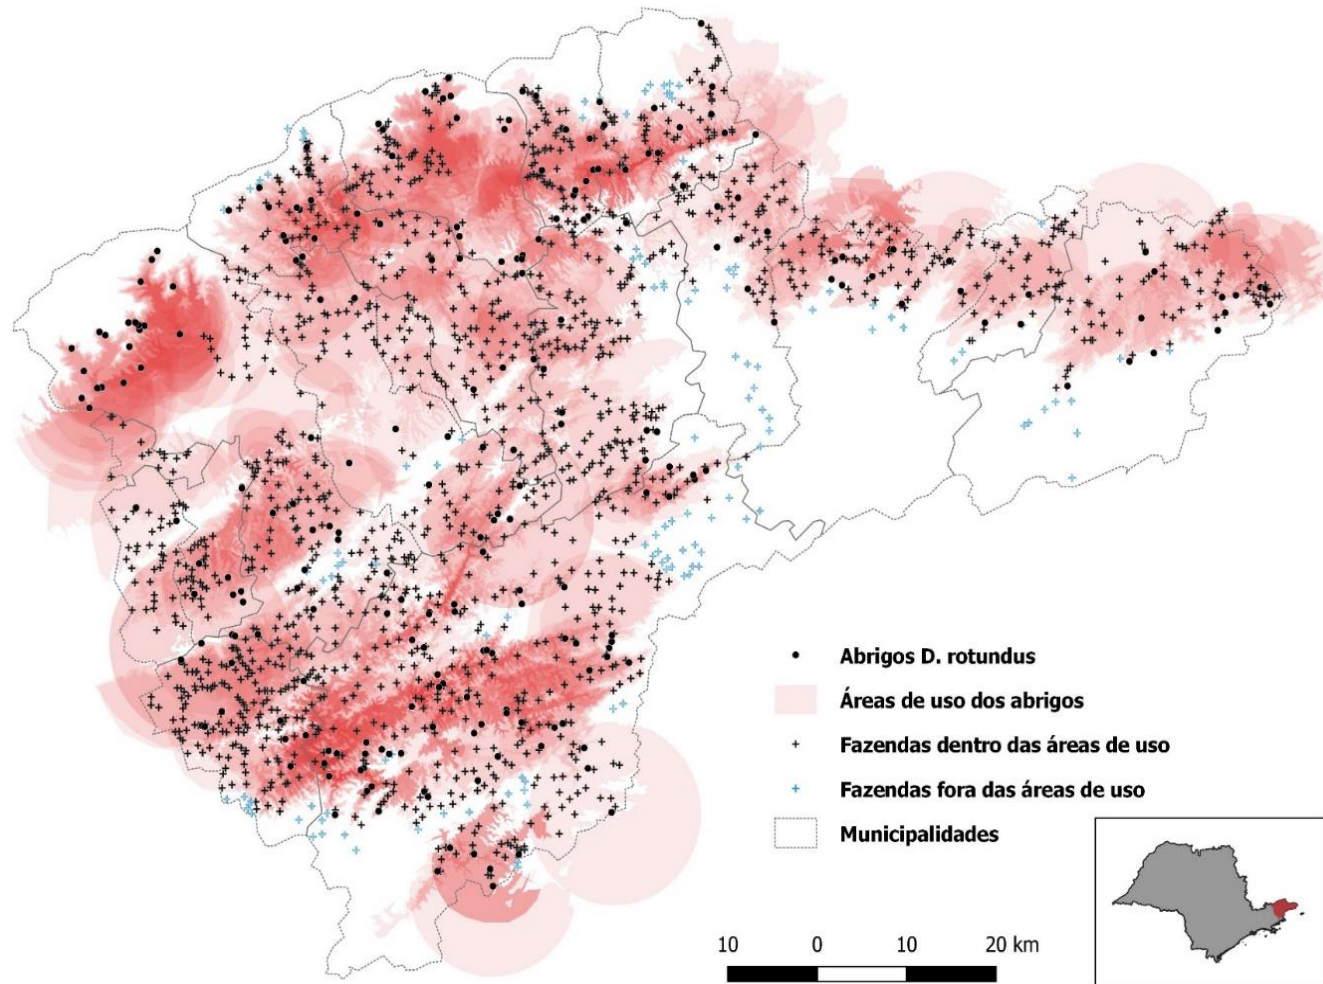 Abrigos D. rotundus
Áreas de uso dos abrigos
Fazendas dentro das áreas de uso
Fazendas fora das áreas de uso
Municipalidades
10 0 10 20 km